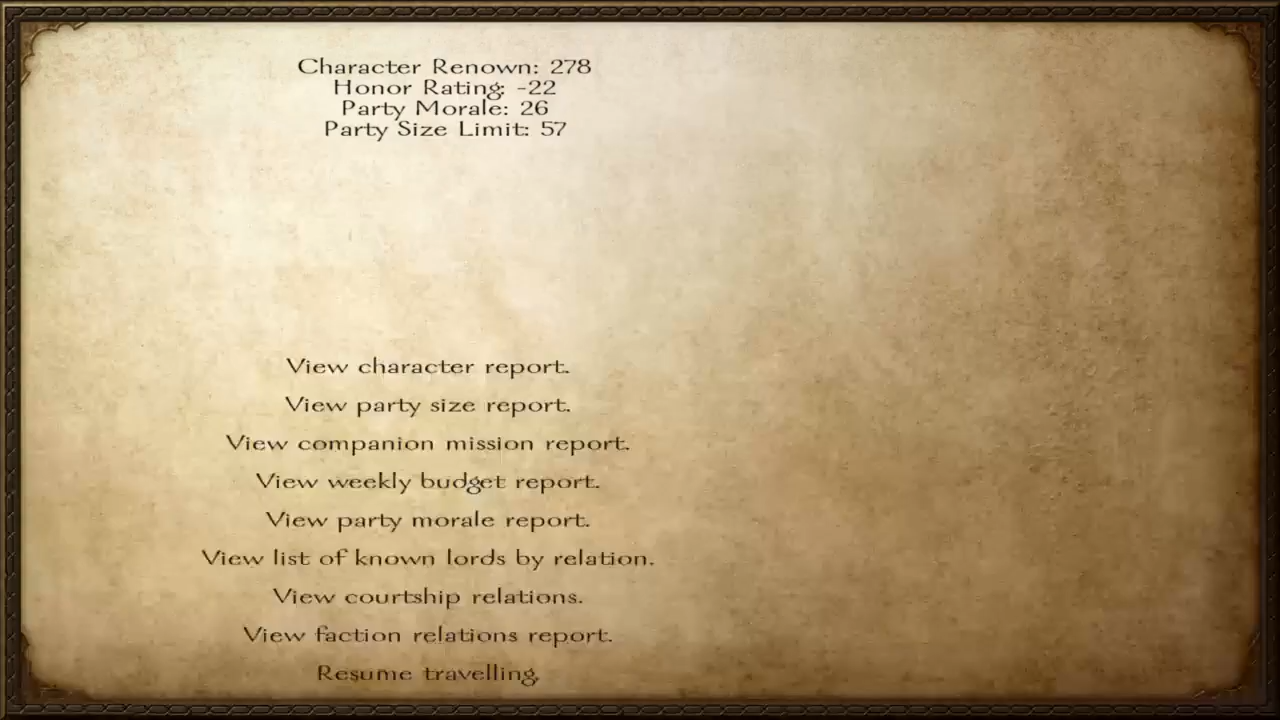 Character Renown: 278
Honor Rating: -22
Party Morale: 26
Party Size Limit: 57
View character report.
View party size report.
View companion mission report.
View weekly budget report.
View party morale report.
View list of known lords by relation.
View courtship relations.
View faction relations report.
Resume travelling.